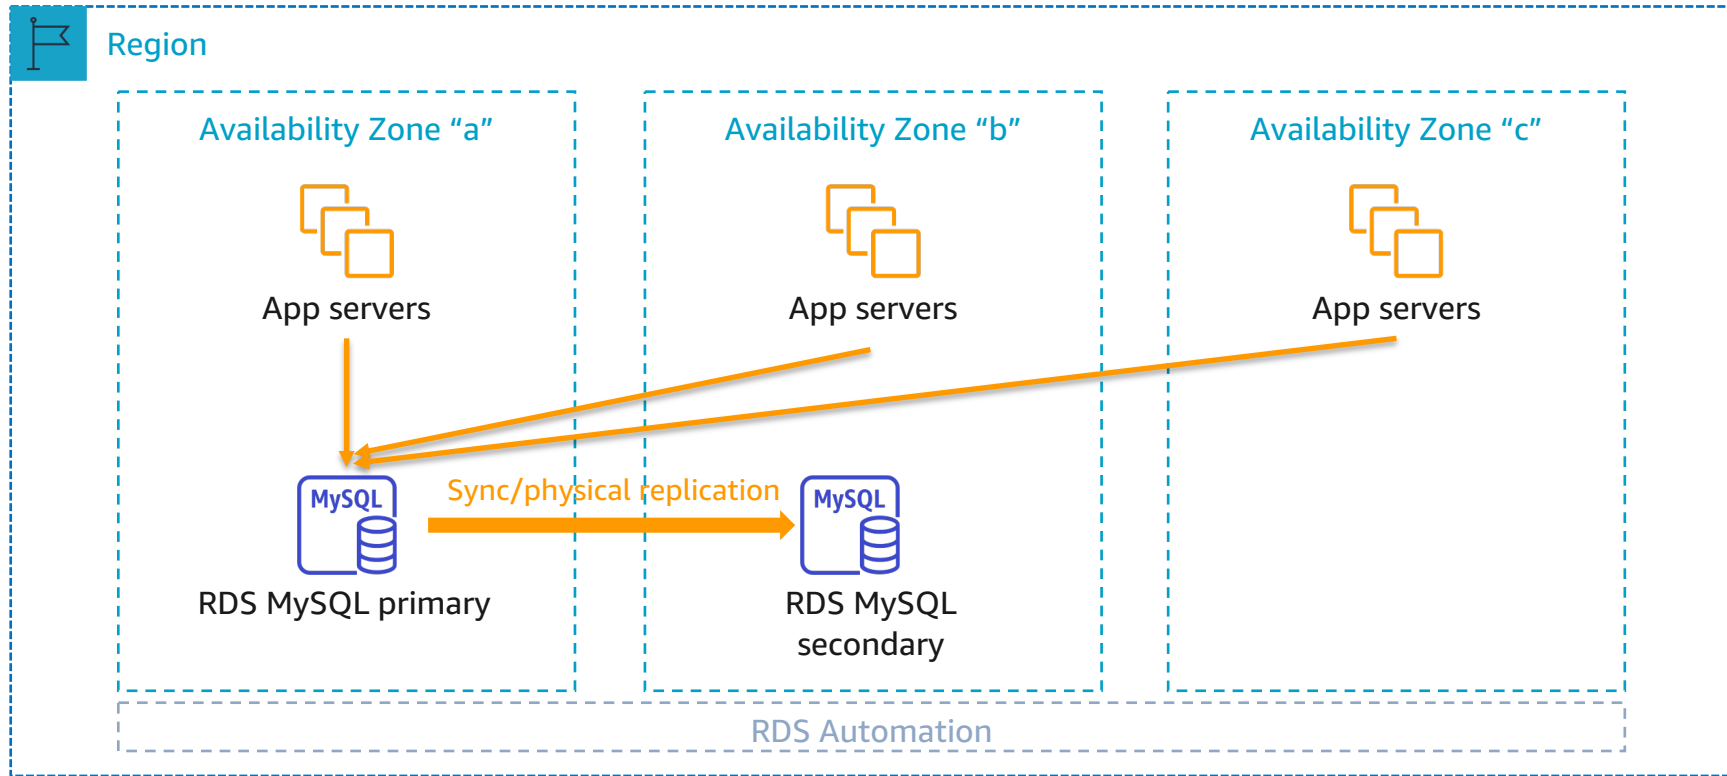 Region
Availability Zone “a”
Availability Zone “b”
Availability Zone “c”
App servers
App servers
App servers
MySQL
Sync/physical replication
MySQL
RDS MySQL primary
RDS MySQL
secondary
RDS Automation